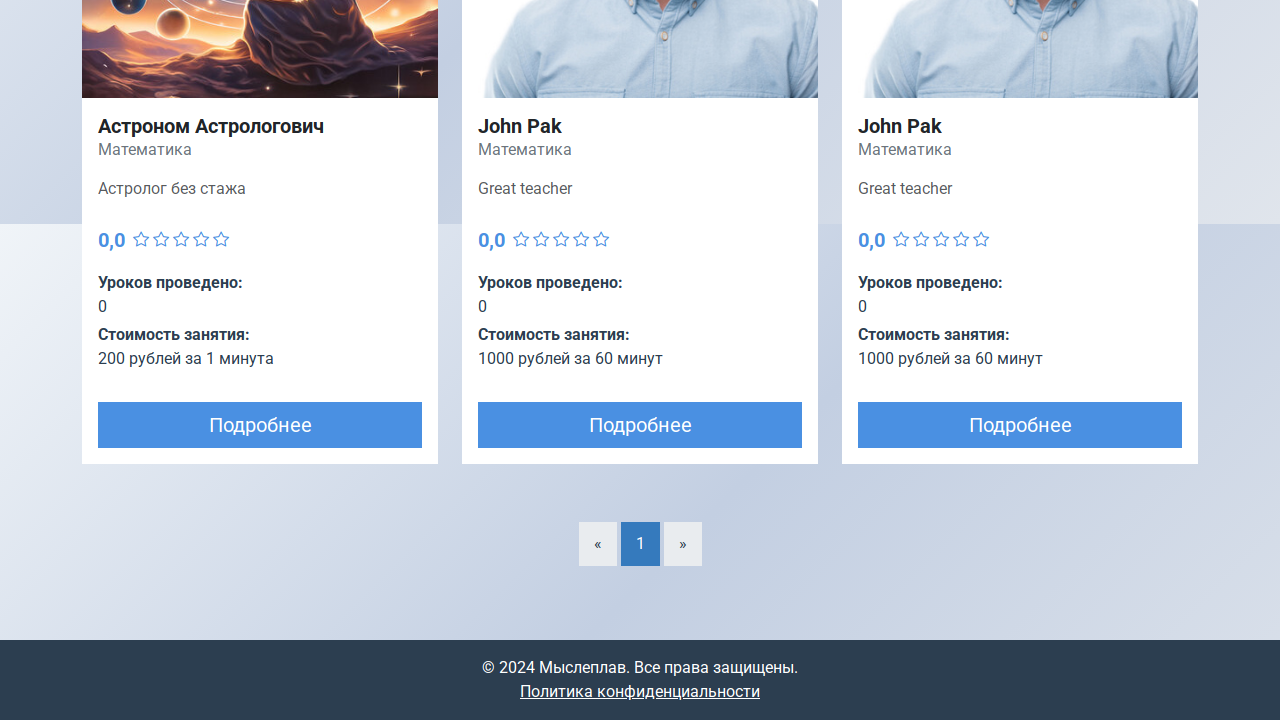 Астроном Астрологович
Математика
Астролог без стажа
0,0
Уроков проведено:
0
Стоимость занятия:
200 рублей за 1 минута
Подробнее
John Pak
Математика
Great teacher
0,0
Уроков проведено:
0
Стоимость занятия:
1000 рублей за 60 минут
Подробнее
John Pak
Математика
Great teacher
0,0
Уроков проведено:
0
Стоимость занятия:
1000 рублей за 60 минут
Подробнее
« 1 »
© 2024 Мыслеплав. Все права защищены.
Политика конфиденциальности